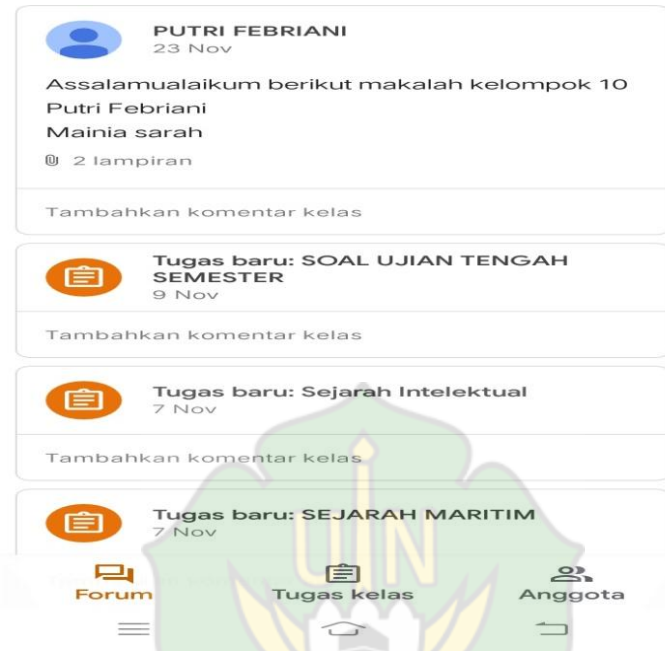 PUTRI FEBRIANI
23 Nov
Assalamualaikum berikut makalah kelompok 10
Putri Febriani
Mainia sarah
2 lampiran
Tambahkan komentar kelas
Tugas baru: SOAL UJIAN TENGAH
SEMESTER
9 Nov
Tambahkan komentar kelas
Tugas baru: Sejarah Intelektual
7 Nov
Tambahkan komentar kelas
Tugas baru: SEJARAH MARITIM
7 Nov
UIN
Forum
Tugas kelas
Anggota